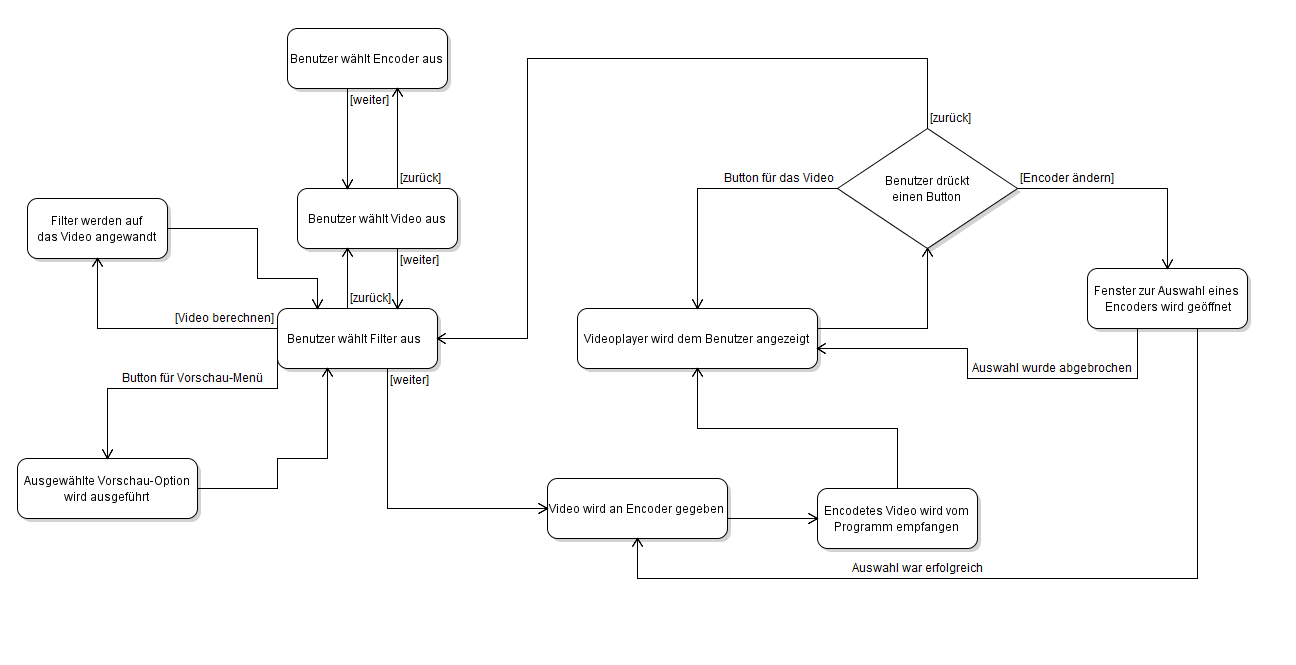 Benutzer wählt Encoder aus
[weiter]
[zurück]
Benutzer wählt Video aus
[weiter]
[zurück]
Filter werden auf
das Video angewandt
[Video berechnen]
Benutzer wählt Filter aus
Button für Vorschau-Menü
[weiter]
Ausgewählte Vorschau-Option
wird ausgeführt
Video wird an Encoder gegeben
Encodetes Video wird vom
Programm empfangen
Videoplayer wird dem Benutzer angezeigt
Button für das Video
Benutzer drückt
einen Button
[zurück]
[Encoder ändern]
Fenster zur Auswahl eines
Encoders wird geöffnet
Auswahl wurde abgebrochen
Auswahl war erfolgreich